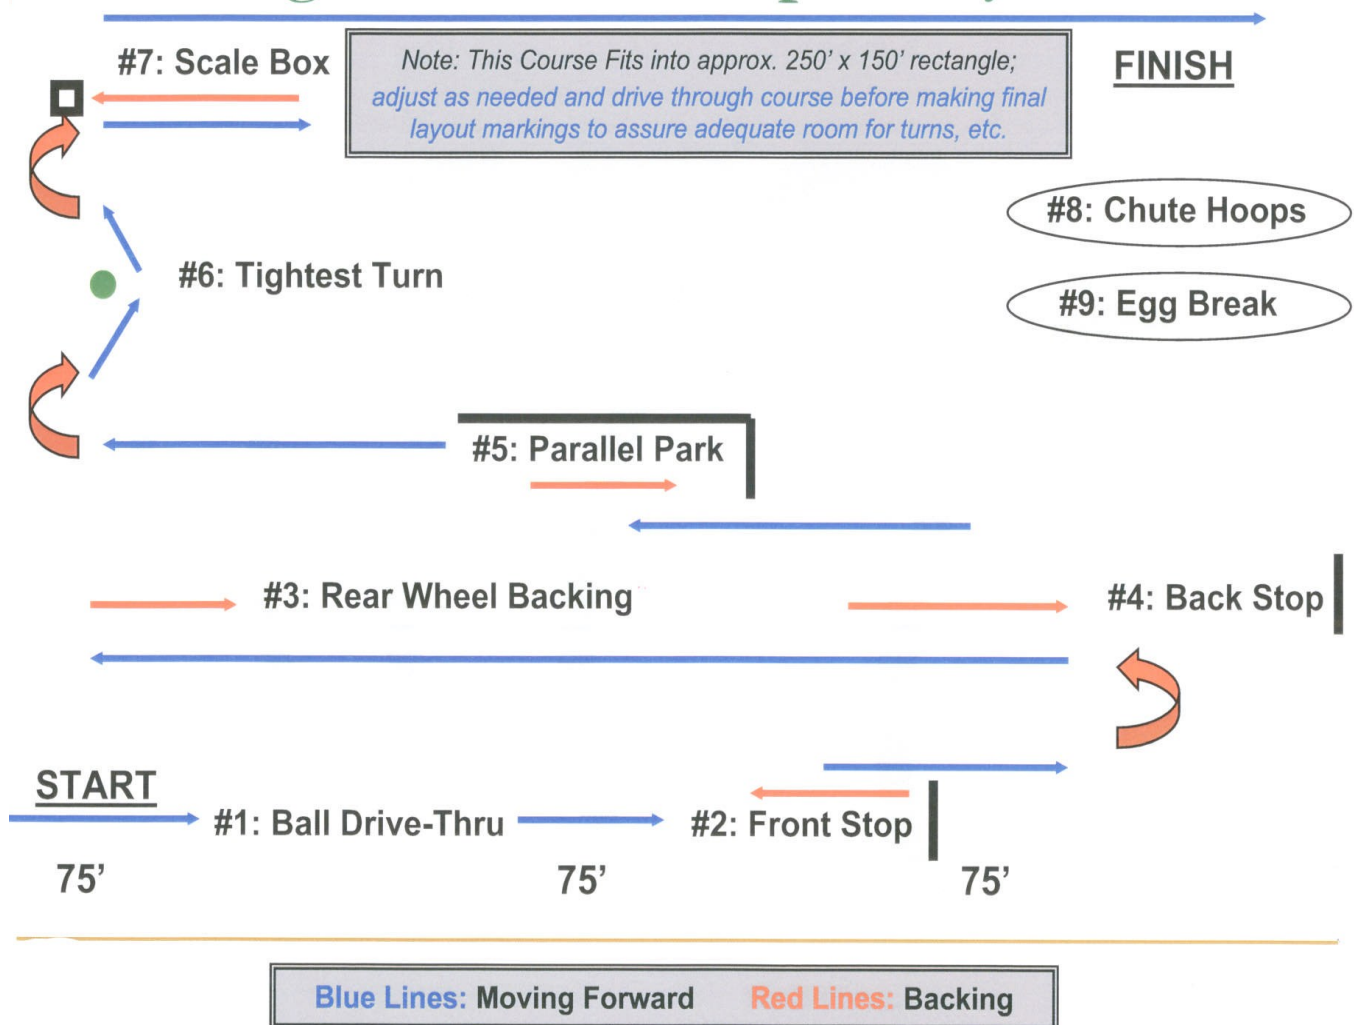 #7: Scale Box
Note: This Course Fits into approx. 250' x 150' rectangle;
adjust as needed and drive through course before making final
layout markings to assure adequate room for turns, etc.
FINISH
#8: Chute Hoops
#6: Tightest Turn
#9: Egg Break
#5: Parallel Park
#3: Rear Wheel Backing
#4: Back Stop
START
#1: Ball Drive-Thru
#2: Front Stop
75’
75’
75’
Blue Lines: Moving Forward Red Lines: Backing